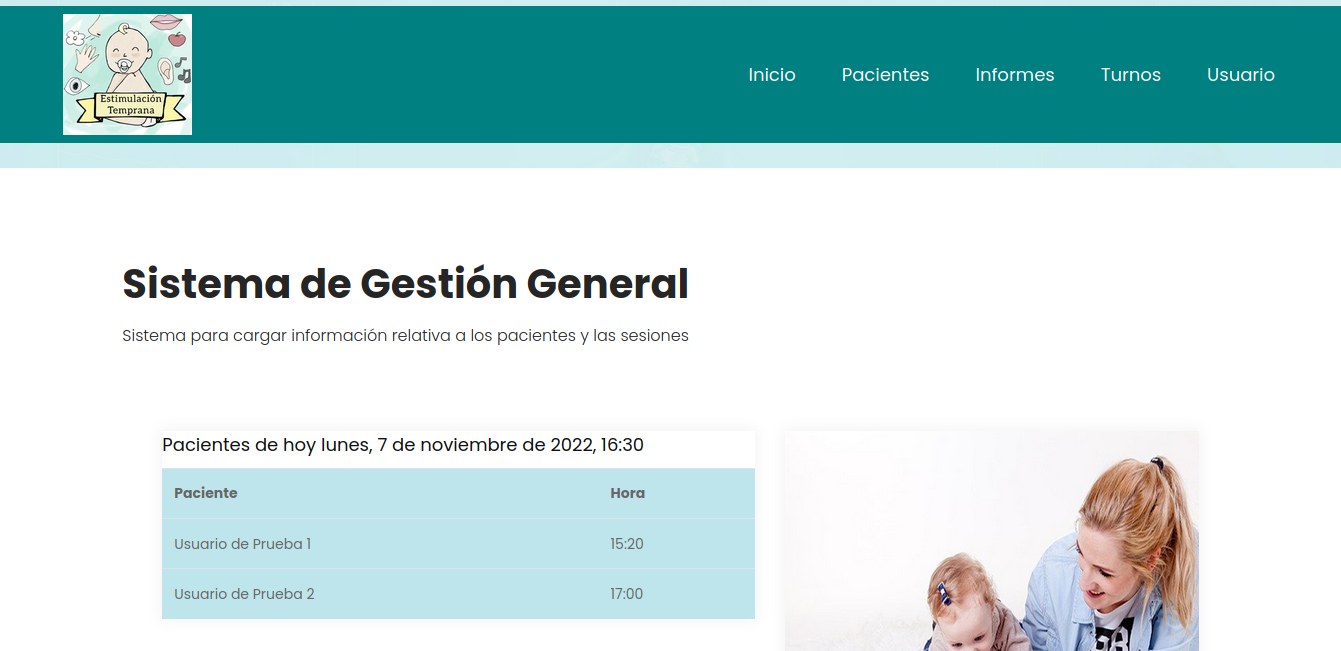 Estimulación
Temprana
Inicio Pacientes Informes Turnos Usuario
Sistema de Gestión General
Sistema para cargar información relativa a los pacientes y las sesiones
Pacientes de hoy lunes, 7 de noviembre de 2022, 16:30
Paciente Hora
Usuario de Prueba 1 15:20
Usuario de Prueba 2 17:00